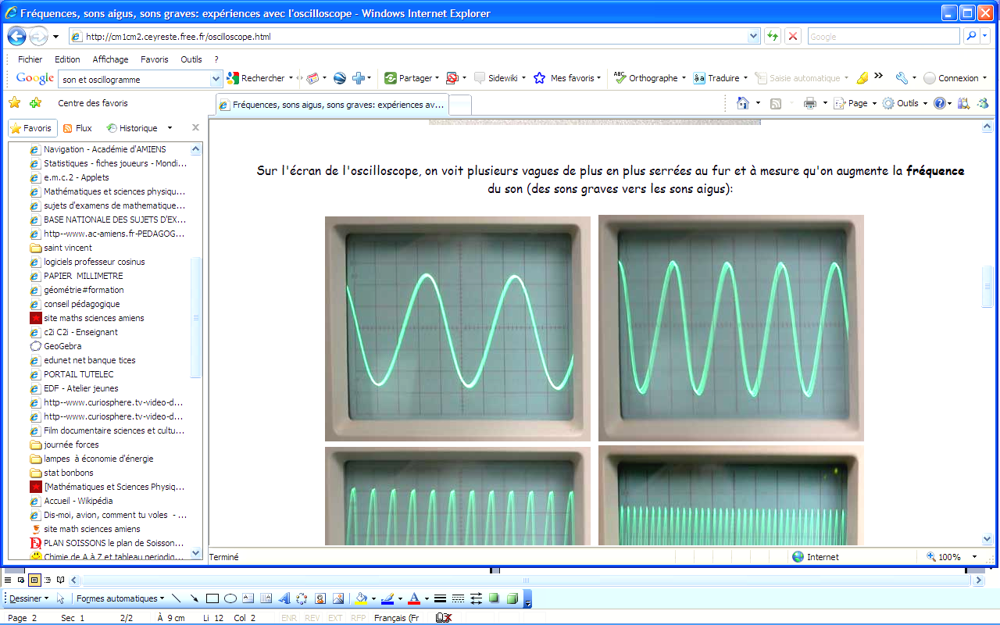 Fréquences, sons aigus, sons graves: expériences avec l'oscilloscope - Windows Internet Explorer
http://cm1cm2.ceyreste.free.fr/oscilloscope.html
Google
Fichier Edition Affichage Favoris Outils ?
Google son et oscillogramme Rechercher Partager Sidewiki Mes favoris ABC Orthographe Traduire Saisie automatique Connexion
Centre des favoris
Fréquences, sons aigus, sons graves: expériences av...
Page Outils
Favoris Flux Historique
Navigation - Académie d'AMIENS
Statistiques - fiches joueurs - Mondi...
e.m.c.2 - Applets
Mathématiques et sciences physiqu...
sujets d'examens de mathematique...
BASE NATIONALE DES SUJETS D'EX...
http--www.ac-amiens.fr-PEDAGOG...
saint vincent
logiciels professeur cosinus
PAPIER MILLIMETRE
géométrie#formation
conseil pédagogique
site maths sciences amiens
c2i C2i - Enseignant
GeoGebra
edunet net banque tices
PORTAIL TUTELEC
EDF - Atelier jeunes
http--www.curiosphere.tv-video-d...
http--www.curiosphere.tv-video-d...
Film documentaire sciences et cultu...
journée forces
lampes à économie d'énergie
stat bonbons
[Mathématiques et Sciences Physiq...
Accueil - Wikipédia
Dis-moi, avion, comment tu voles - ...
site math sciences amiens
PLAN SOISSONS le plan de Soisson...
Chimie de A à Z et tableau periodiq...
Sur l'écran de l'oscilloscope, on voit plusieurs vagues de plus en plus serrées au fur et à mesure qu'on augmente la fréquence
du son (des sons graves vers les sons aigus):
Terminé Internet 100%
Dessiner Formes automatiques
Page 2 Sec 1 2/2 À 9 cm Li 12 Col 2 ENR REV EXT RFP Français (Fr